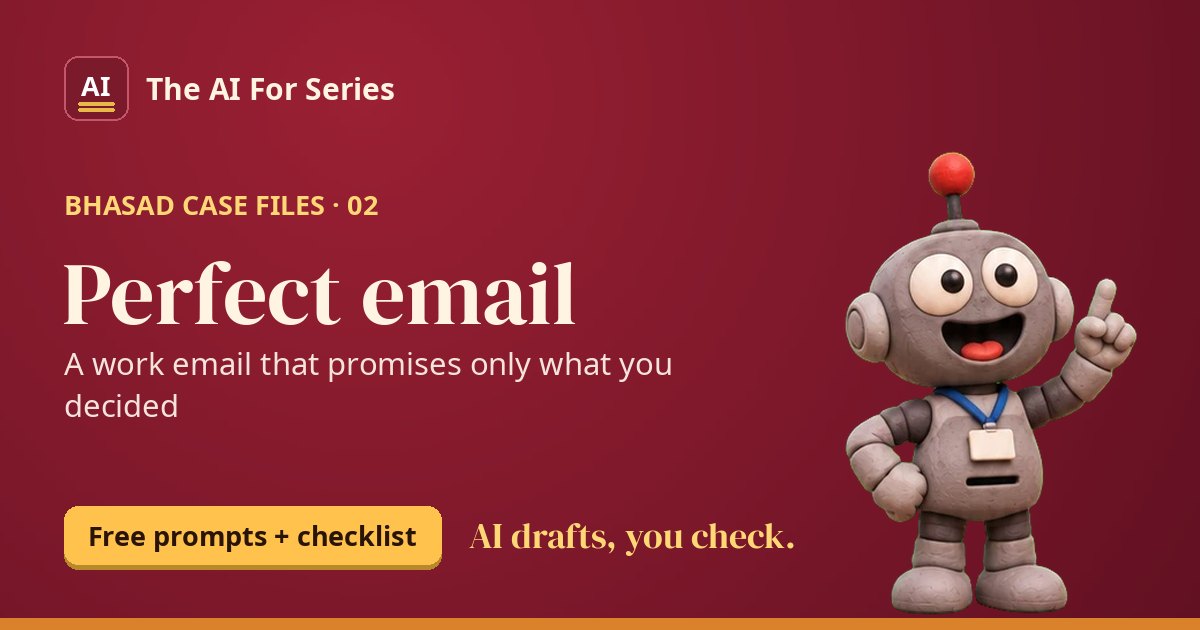 AI
The AI For Series
BHASAD CASE FILES · 02
Perfect email
A work email that promises only what you
decided
Free prompts + checklist
AI drafts, you check.